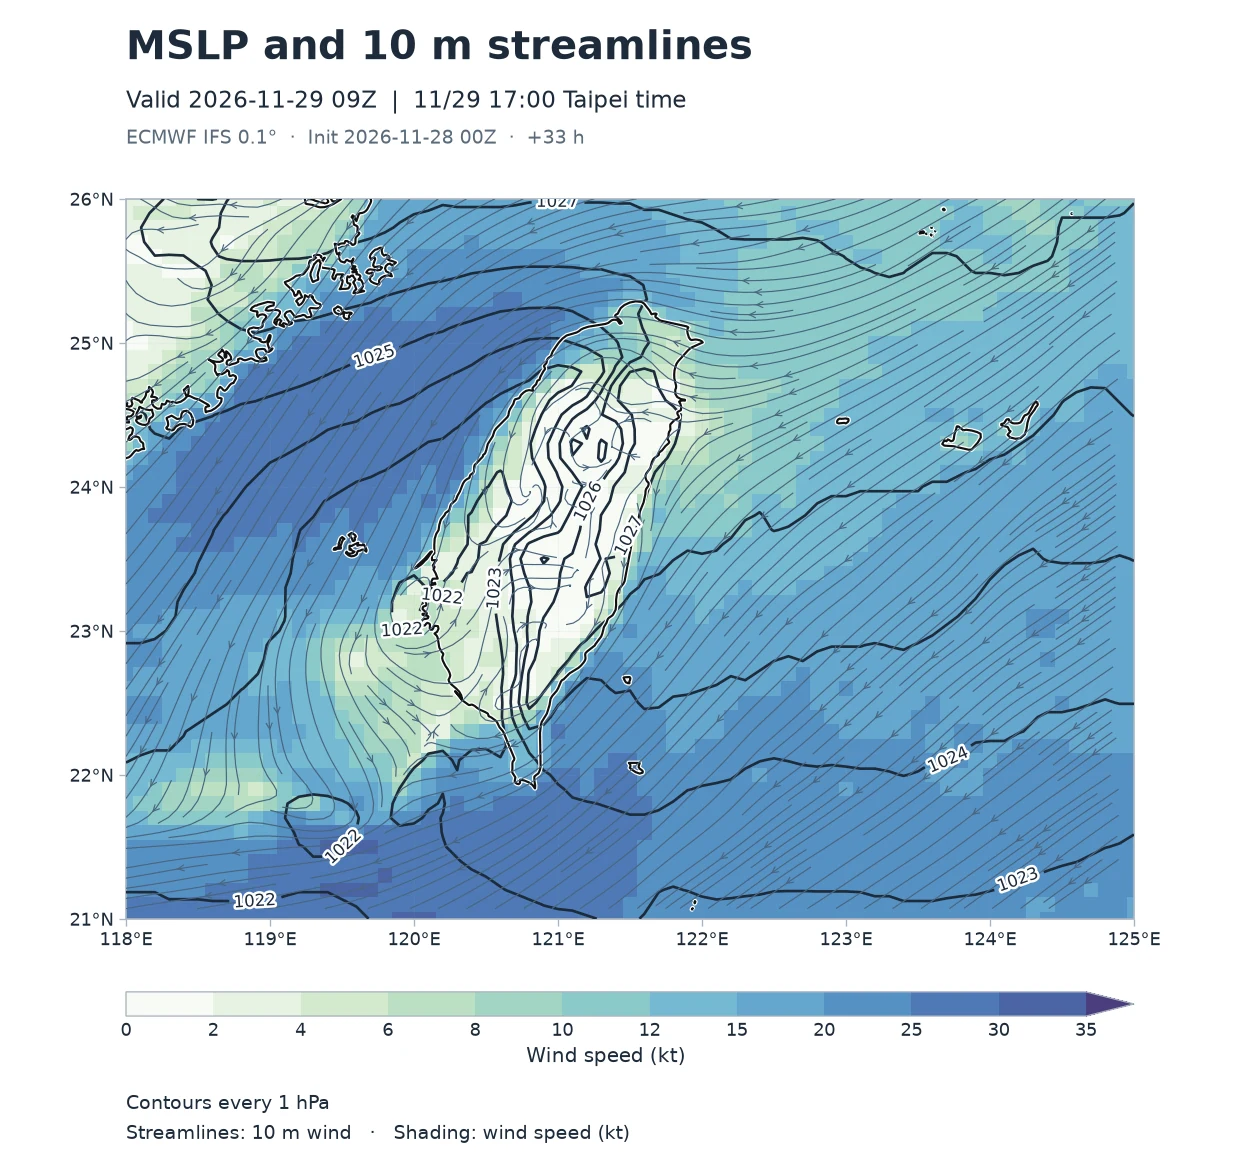 MSLP and 10 m streamlines
Valid 2026-11-29 09Z | 11/29 17:00 Taipei time
ECMWF IFS 0.1° · Init 2026-11-28 00Z · +33 h
26°N
1027
25°N
1025
24°N
1026
1027
1023
1022
23°N
1022
22°N
1024
1022
1023
1022
21°N
118°E 119°E 120°E 121°E 122°E 123°E 124°E 125°E
0 2 4 6 8 10 12 15 20 25 30 35
Wind speed (kt)
Contours every 1 hPa
Streamlines: 10 m wind · Shading: wind speed (kt)